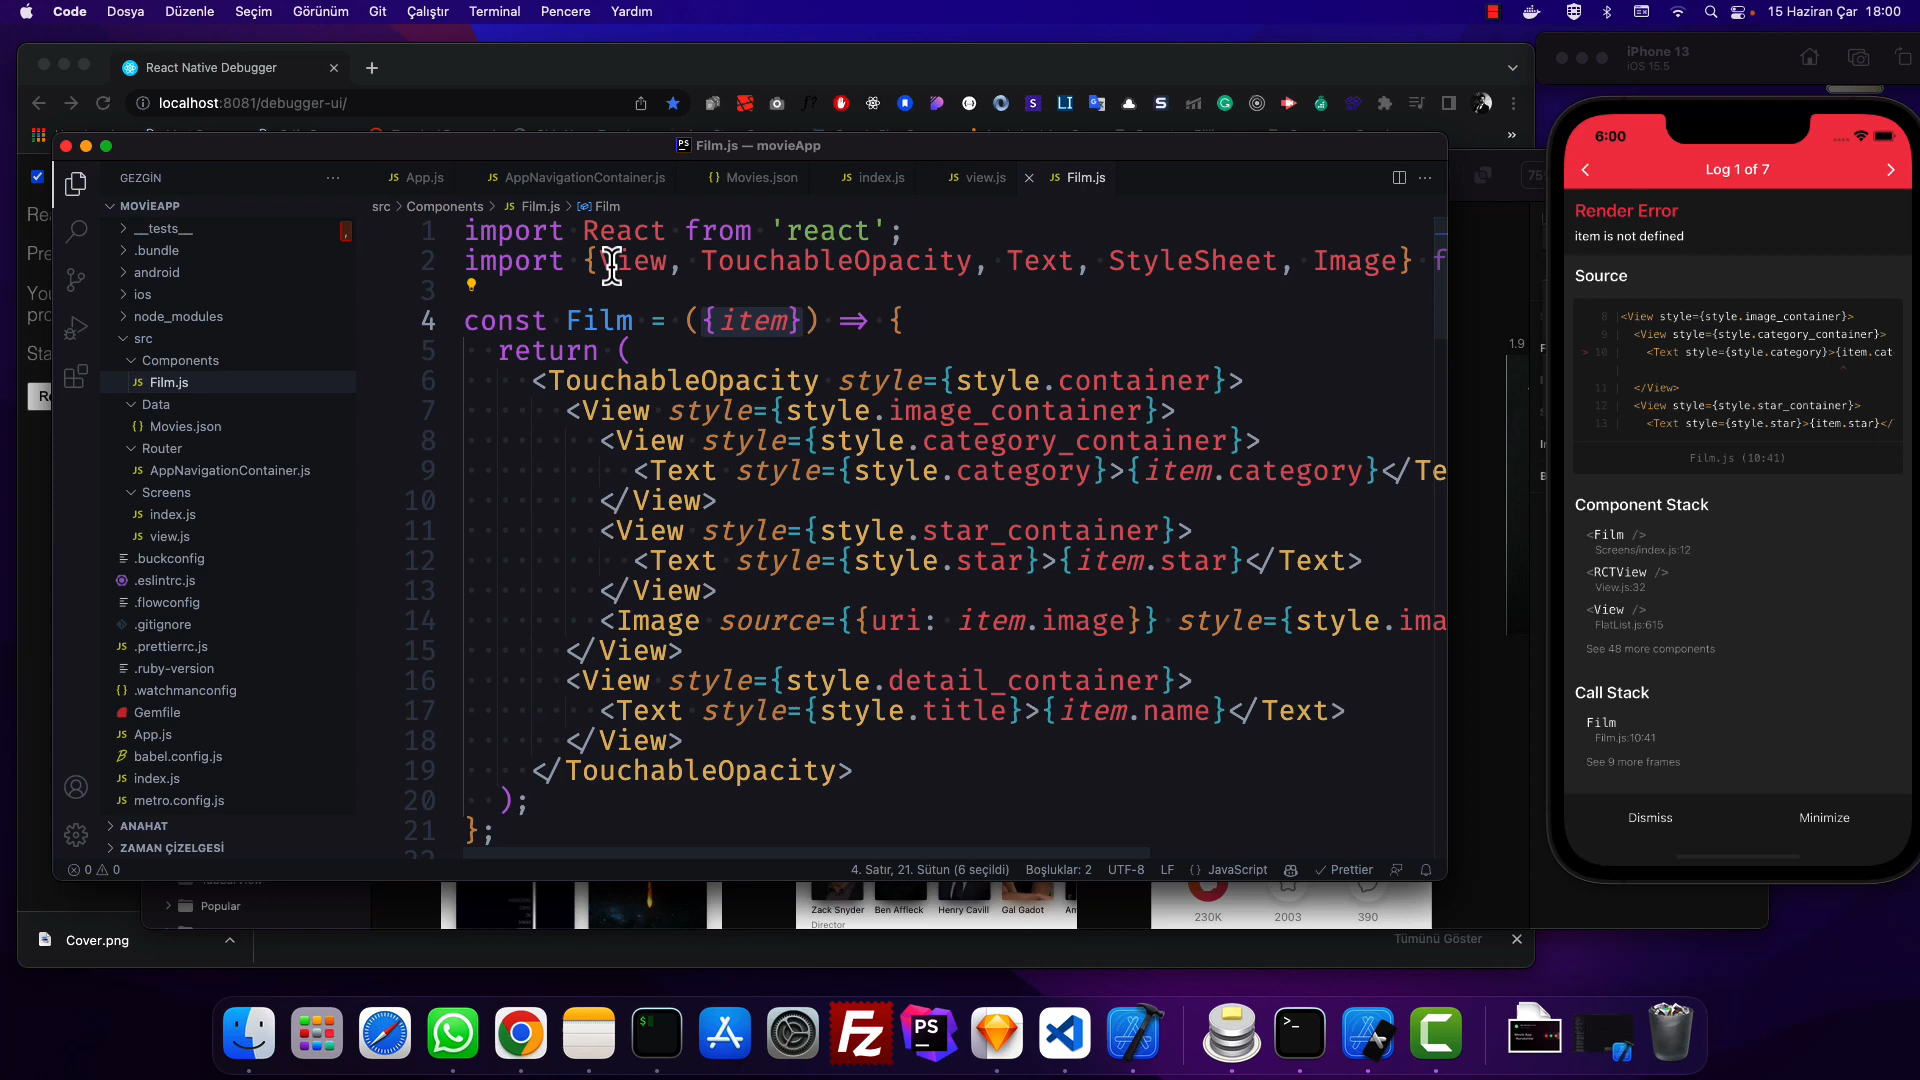 Code Dosya Düzenle Seçim Görünüm Git Çalıştır Terminal Pencere Yardım 15 Haziran Çar 18:00
React Native Debugger
localhost:8081/debugger-ui/
Film.js — movieApp
GEZGİN
App.js AppNavigationContainer.js Movies.json index.js view.js Film.js
src > Components > Film.js > Film
MOVİEAPP
__tests__
.bundle
android
ios
node_modules
src
Components
Film.js
Data
Movies.json
Router
AppNavigationContainer.js
Screens
index.js
view.js
.buckconfig
.eslintrc.js
.flowconfig
.gitignore
.prettierrc.js
.ruby-version
.watchmanconfig
Gemfile
App.js
babel.config.js
index.js
metro.config.js
ANAHAT
ZAMAN ÇİZELGESİ
1 import React from 'react';
2 import {View, TouchableOpacity, Text, StyleSheet, Image} f
3
4 const Film = ({item}) => {
5 return (
6 <TouchableOpacity style={style.container}>
7 <View style={style.image_container}>
8 <View style={style.category_container}>
9 <Text style={style.category}>{item.category}</Te
10 </View>
11 <View style={style.star_container}>
12 <Text style={style.star}>{item.star}</Text>
13 </View>
14 <Image source={{uri: item.image}} style={style.ima
15 </View>
16 <View style={style.detail_container}>
17 <Text style={style.title}>{item.name}</Text>
18 </View>
19 </TouchableOpacity>
20 );
21 };
0 0 4. Satır, 21. Sütun (6 seçildi) Boşluklar: 2 UTF-8 LF JavaScript Prettier
1.9
iPhone 13
iOS 15.5
6:00
Log 1 of 7
Render Error
item is not defined
Source
8 | <View style={style.image_container}>
9 | <View style={style.category_container}>
> 10 | <Text style={style.category}>{item.cat
11 | </View>
12 | <View style={style.star_container}>
13 | <Text style={style.star}>{item.star}</
Film.js (10:41)
Component Stack
<Film />
Screens/index.js:12
<RCTView />
View.js:32
<View />
FlatList.js:615
See 48 more components
Call Stack
Film
Film.js:10:41
See 9 more frames
Dismiss Minimize
Popular
Zack Snyder Ben Affleck Henry Cavill Gal Gadot
Director
230K 2003 390
Cover.png
Tümünü Göster